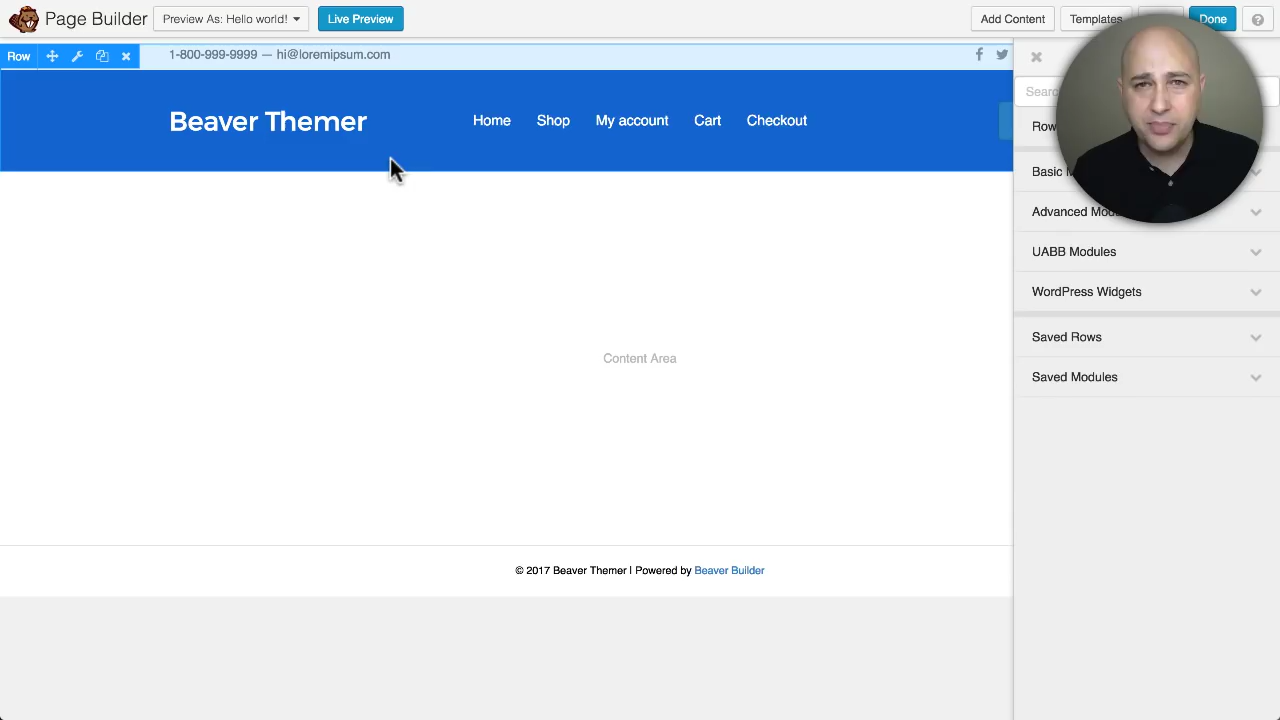 Page Builder
Preview As: Hello world!
Live Preview
Add Content
Templates
Done
Row
1-800-999-9999 — hi@loremipsum.com
Beaver Themer
Home
Shop
My account
Cart
Checkout
Row
Basic
Advanced
UABB Modules
WordPress Widgets
Saved Rows
Saved Modules
Content Area
© 2017 Beaver Themer | Powered by Beaver Builder